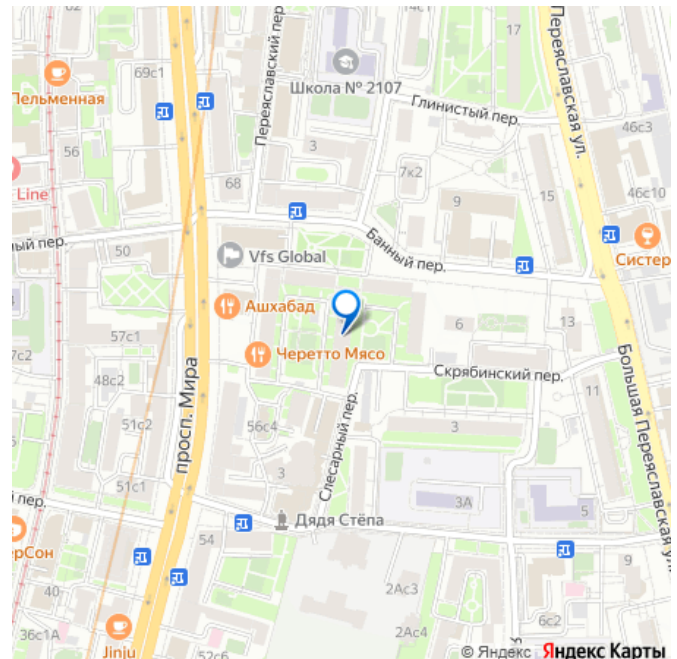 62
14с1
69с1
17
Переяславская ул.
Пельменная
Школа № 2107
Переяславский пер.
Глинистый пер.
46с3
56
3
7к2
Line
68
9
15
46с10
ный пер.
50
Vfs Global
Банный пер.
Систер
Ашхабад
57с1
6
13
7с2
Черетто Мясо
48с2
Скрябинский пер.
11
просп. Мира
51с2
56с4
Слесарный пер.
3
Большая Переяславская ул.
51с1
3
3А
5
й пер.
Дядя Стёпа
54
ерСон
9
40
2Ас3
36с1А
6с2
Jinju
52с6
2Ас4
Я
© Яндекс Яндекс Карты